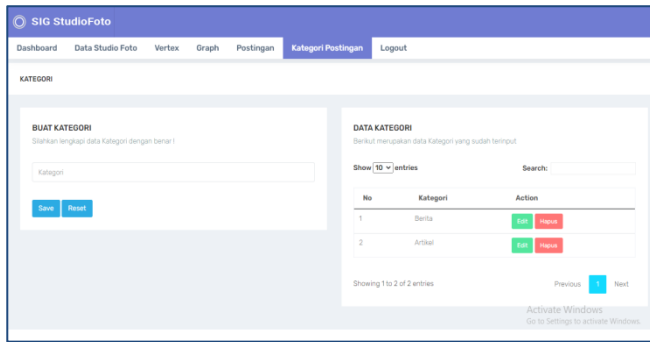 SIG StudioFoto
Dashboard Data Studio Foto Vertex Graph Postingan Kategori Postingan Logout
KATEGORI
BUAT KATEGORI
Silahkan lengkapi data Kategori dengan benar !
Kategori
Save Reset
DATA KATEGORI
Berikut merupakan data Kategori yang sudah terinput
Show 10 entries Search:
No Kategori Action
1 Berita Edit Hapus
2 Artikel Edit Hapus
Showing 1 to 2 of 2 entries Previous 1 Next
Activate Windows
Go to Settings to activate Windows.